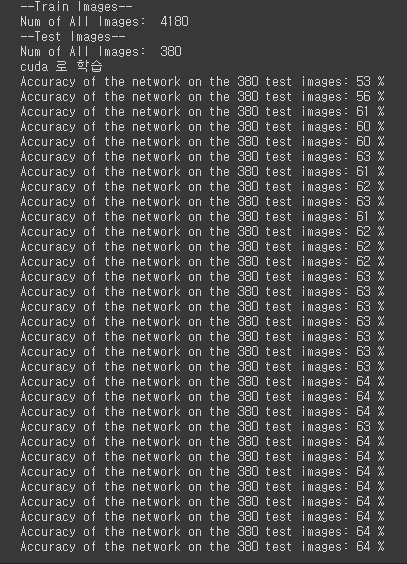 --Train Images--
Num of All Images:  4180
--Test Images--
Num of All Images:  380
cuda 로 학습
Accuracy of the network on the 380 test images: 53 %
Accuracy of the network on the 380 test images: 56 %
Accuracy of the network on the 380 test images: 61 %
Accuracy of the network on the 380 test images: 60 %
Accuracy of the network on the 380 test images: 60 %
Accuracy of the network on the 380 test images: 63 %
Accuracy of the network on the 380 test images: 61 %
Accuracy of the network on the 380 test images: 62 %
Accuracy of the network on the 380 test images: 63 %
Accuracy of the network on the 380 test images: 61 %
Accuracy of the network on the 380 test images: 62 %
Accuracy of the network on the 380 test images: 62 %
Accuracy of the network on the 380 test images: 62 %
Accuracy of the network on the 380 test images: 63 %
Accuracy of the network on the 380 test images: 63 %
Accuracy of the network on the 380 test images: 63 %
Accuracy of the network on the 380 test images: 63 %
Accuracy of the network on the 380 test images: 63 %
Accuracy of the network on the 380 test images: 63 %
Accuracy of the network on the 380 test images: 63 %
Accuracy of the network on the 380 test images: 64 %
Accuracy of the network on the 380 test images: 64 %
Accuracy of the network on the 380 test images: 64 %
Accuracy of the network on the 380 test images: 63 %
Accuracy of the network on the 380 test images: 64 %
Accuracy of the network on the 380 test images: 64 %
Accuracy of the network on the 380 test images: 64 %
Accuracy of the network on the 380 test images: 64 %
Accuracy of the network on the 380 test images: 64 %
Accuracy of the network on the 380 test images: 64 %
Accuracy of the network on the 380 test images: 64 %
Accuracy of the network on the 380 test images: 64 %